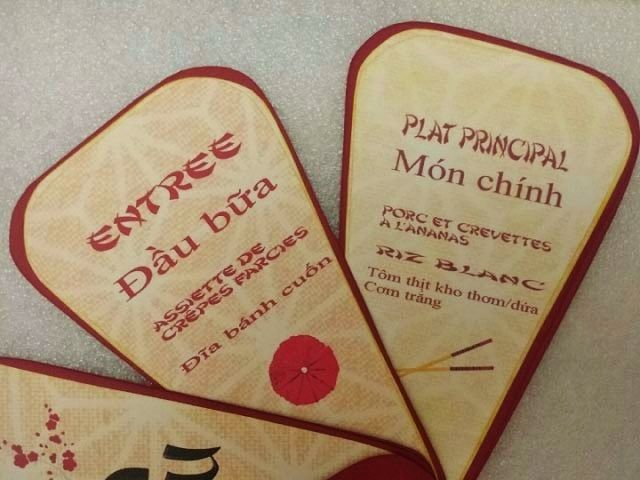 ENTREE
Đầu bữa
ASSIETTE DE
CRÊPES FARCIES
Đĩa bánh cuốn
PLAT PRINCIPAL
Món chính
PORC ET CREVETTES
A L'ANANAS
RIZ BLANC
Tôm thịt kho thơm/dứa
Cơm trắng